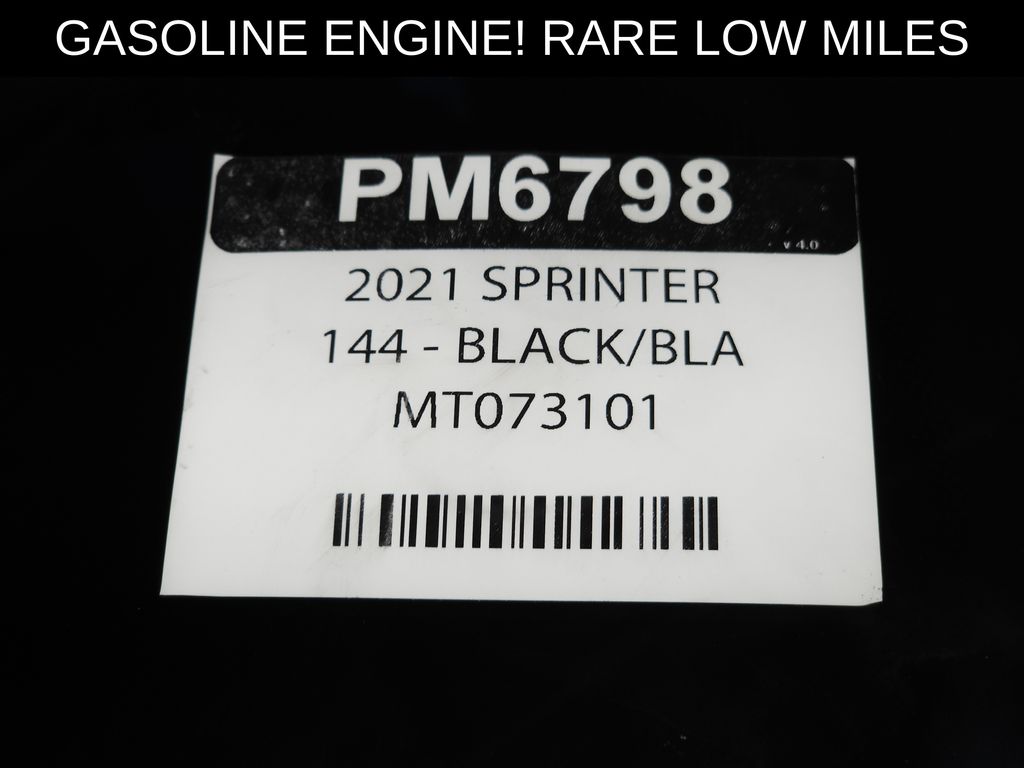 GASOLINE ENGINE! RARE LOW MILES
PM6798
v 4.0
2021 SPRINTER
144 - BLACK/BLA
MT073101